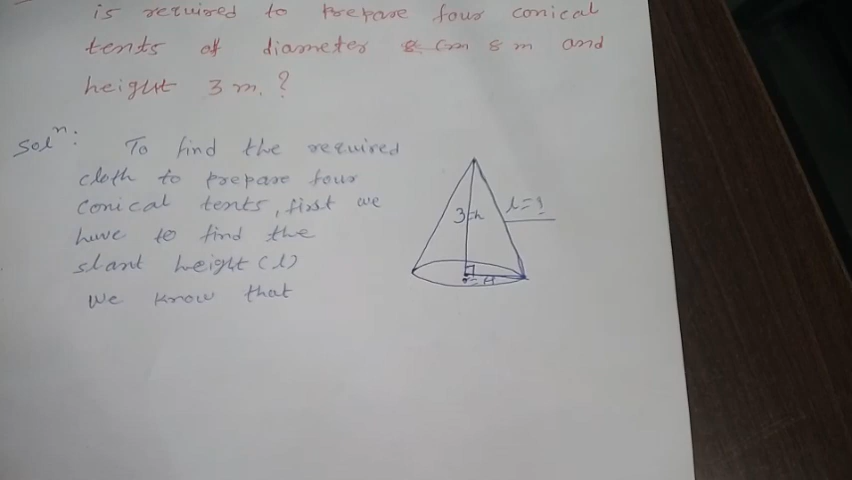 is required to prepare four conical
tents of diameter 8 m and
height 3 m.?
Solⁿ: To find the required
cloth to prepare four
conical tents, first we
have to find the
slant height (l)
we know that
3=h
l=?